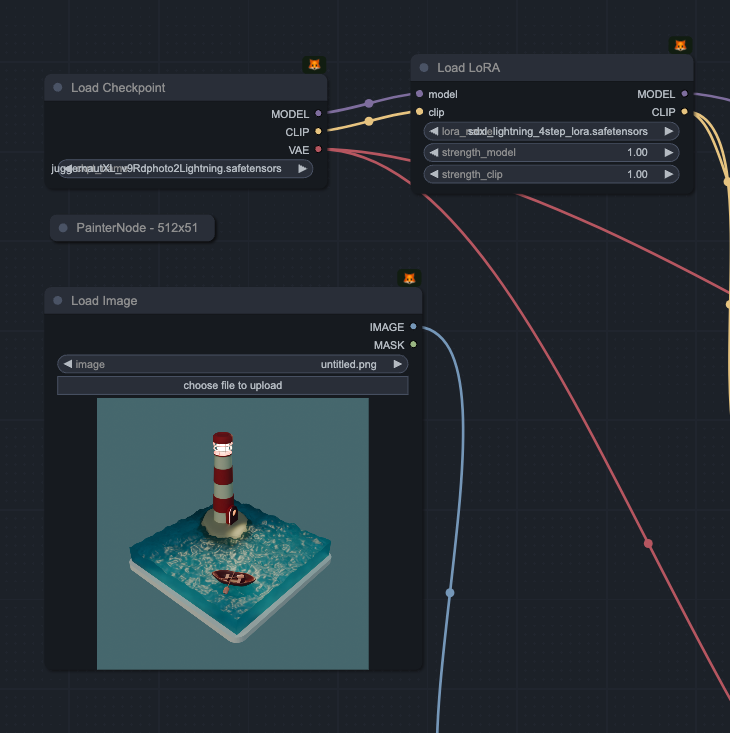 Load Checkpoint
MODEL
CLIP
VAE
juggernautXL_v9Rdphoto2Lightning.safetensors
Load LoRA
model MODEL
clip CLIP
sdxl_lightning_4step_lora.safetensors
strength_model 1.00
strength_clip 1.00
PainterNode - 512x51
Load Image
IMAGE
MASK
image untitled.png
choose file to upload